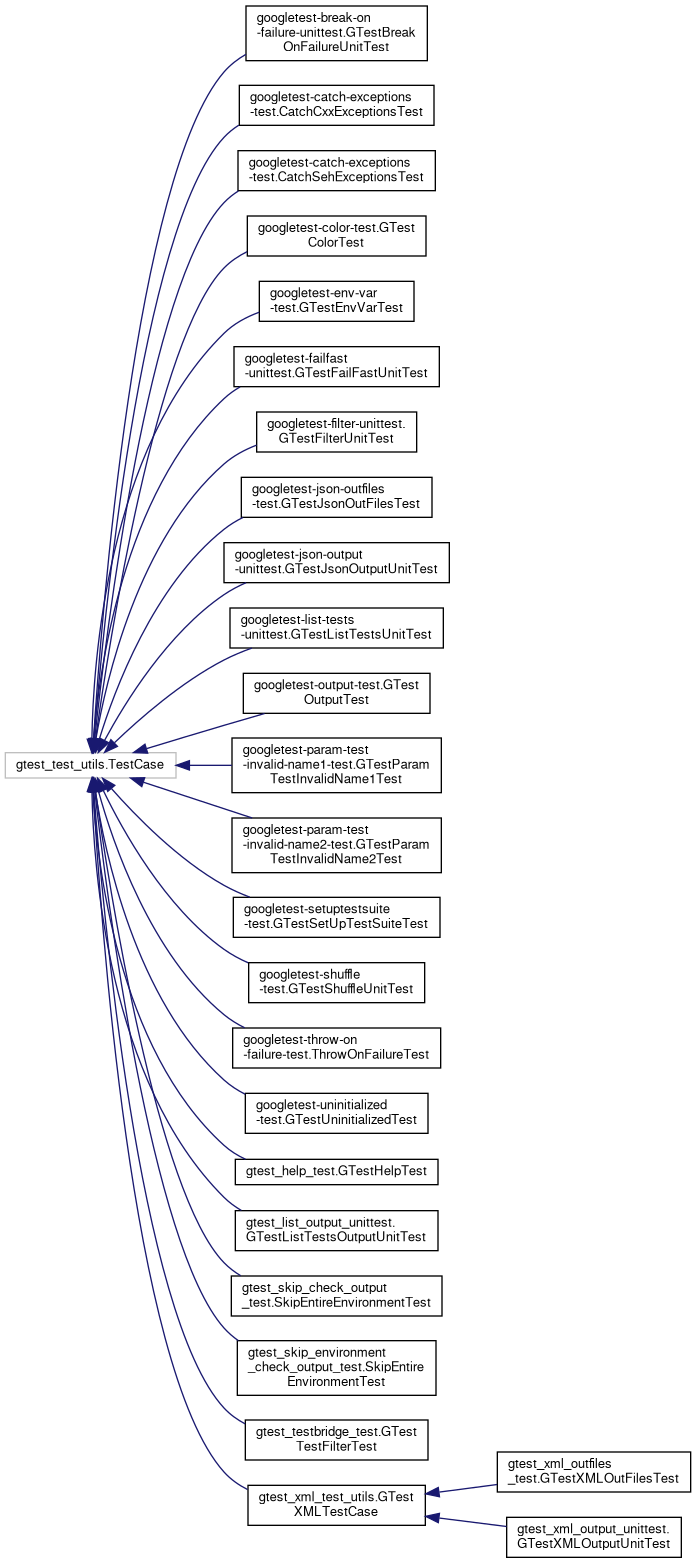 googletest-break-on
-failure-unittest.GTestBreak
OnFailureUnitTest
googletest-catch-exceptions
-test.CatchCxxExceptionsTest
googletest-catch-exceptions
-test.CatchSehExceptionsTest
googletest-color-test.GTest
ColorTest
googletest-env-var
-test.GTestEnvVarTest
googletest-failfast
-unittest.GTestFailFastUnitTest
googletest-filter-unittest.
GTestFilterUnitTest
googletest-json-outfiles
-test.GTestJsonOutFilesTest
googletest-json-output
-unittest.GTestJsonOutputUnitTest
googletest-list-tests
-unittest.GTestListTestsUnitTest
googletest-output-test.GTest
OutputTest
gtest_test_utils.TestCase
googletest-param-test
-invalid-name1-test.GTestParam
TestInvalidName1Test
googletest-param-test
-invalid-name2-test.GTestParam
TestInvalidName2Test
googletest-setuptestsuite
-test.GTestSetUpTestSuiteTest
googletest-shuffle
-test.GTestShuffleUnitTest
googletest-throw-on
-failure-test.ThrowOnFailureTest
googletest-uninitialized
-test.GTestUninitializedTest
gtest_help_test.GTestHelpTest
gtest_list_output_unittest.
GTestListTestsOutputUnitTest
gtest_skip_check_output
_test.SkipEntireEnvironmentTest
gtest_skip_environment
_check_output_test.SkipEntire
EnvironmentTest
gtest_testbridge_test.GTest
TestFilterTest
gtest_xml_test_utils.GTest
XMLTestCase
gtest_xml_outfiles
_test.GTestXMLOutFilesTest
gtest_xml_output_unittest.
GTestXMLOutputUnitTest